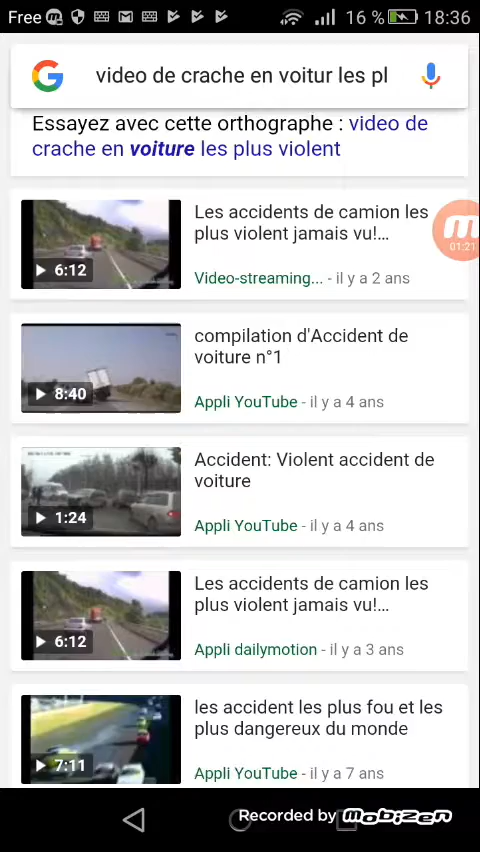 Free 16 % 18:36
video de crache en voitur les pl
Essayez avec cette orthographe : video de
crache en voiture les plus violent
Les accidents de camion les
plus violent jamais vu!...
6:12
Video-streaming... - il y a 2 ans
01:21
compilation d'Accident de
voiture n°1
8:40
Appli YouTube - il y a 4 ans
Accident: Violent accident de
voiture
1:24
Appli YouTube - il y a 4 ans
Les accidents de camion les
plus violent jamais vu!...
6:12
Appli dailymotion - il y a 3 ans
les accident les plus fou et les
plus dangereux du monde
7:11
Appli YouTube - il y a 7 ans
Recorded by Mobizen